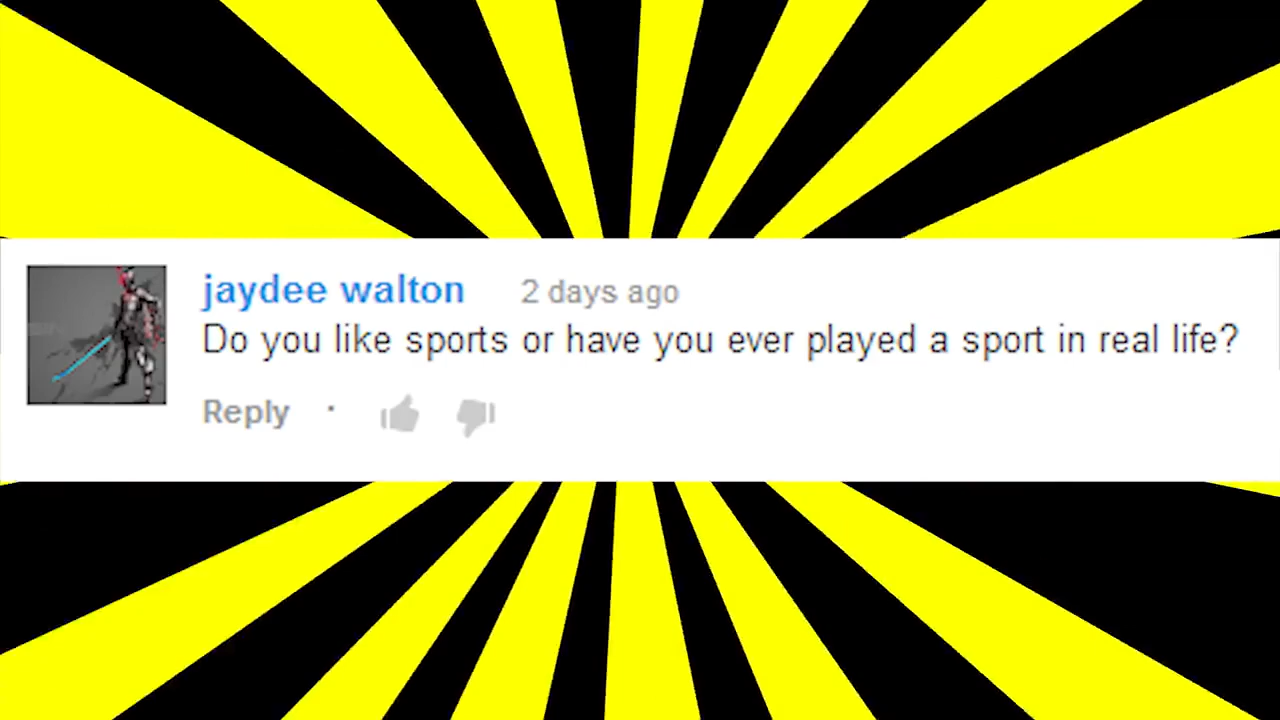 jaydee walton 2 days ago
Do you like sports or have you ever played a sport in real life?
Reply ·